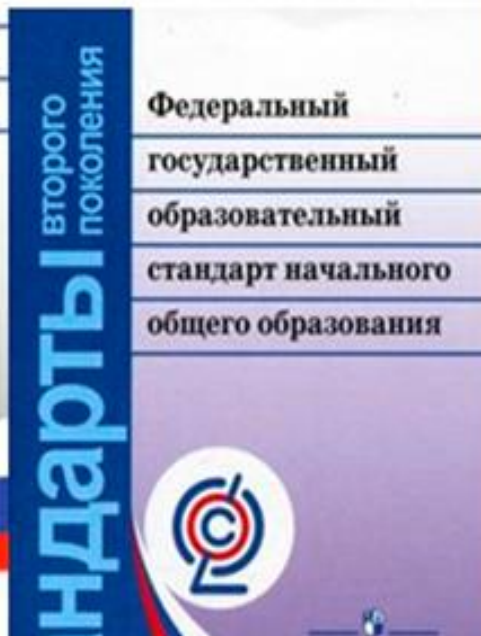 Федеральный
государственный
образовательный
стандарт начального
общего образования
ндарты
второго
поколения
С